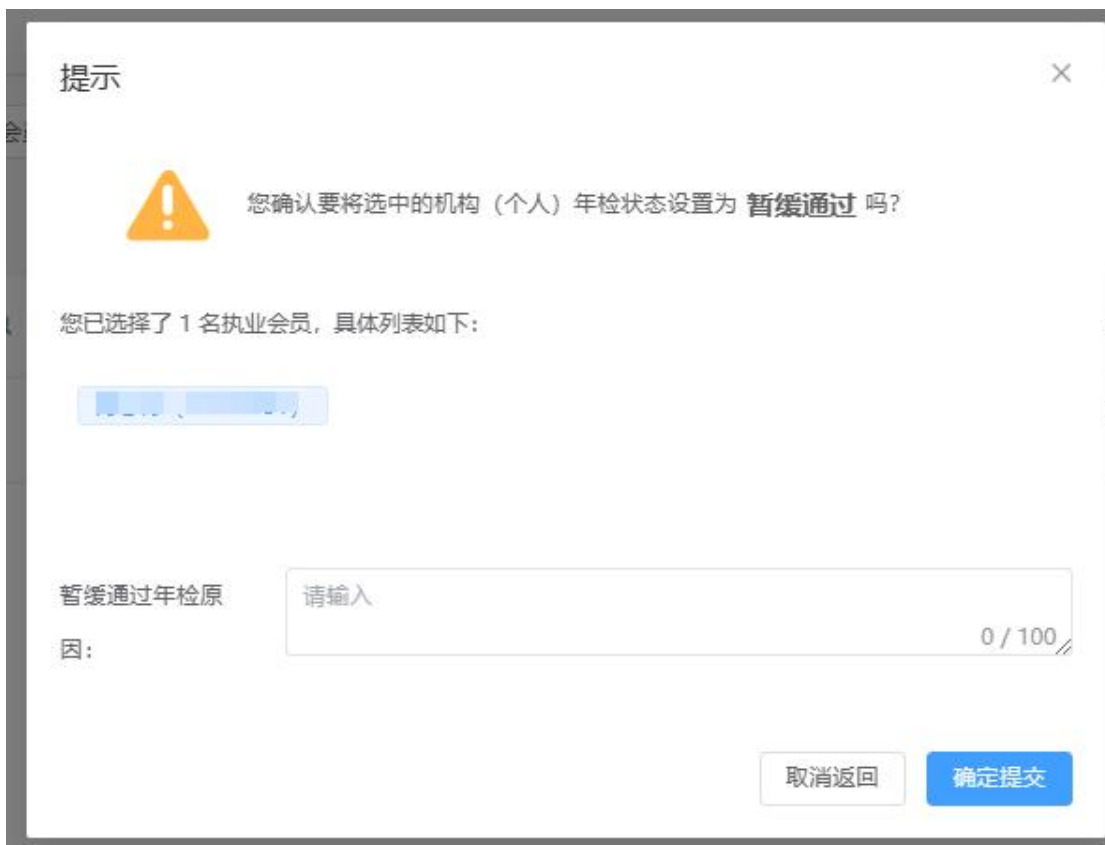 提示
您确认要将选中的机构（个人）年检状态设置为 暂缓通过 吗？
您已选择了 1 名执业会员，具体列表如下：
暂缓通过年检原
因：
请输入
0 / 100
取消返回
确定提交